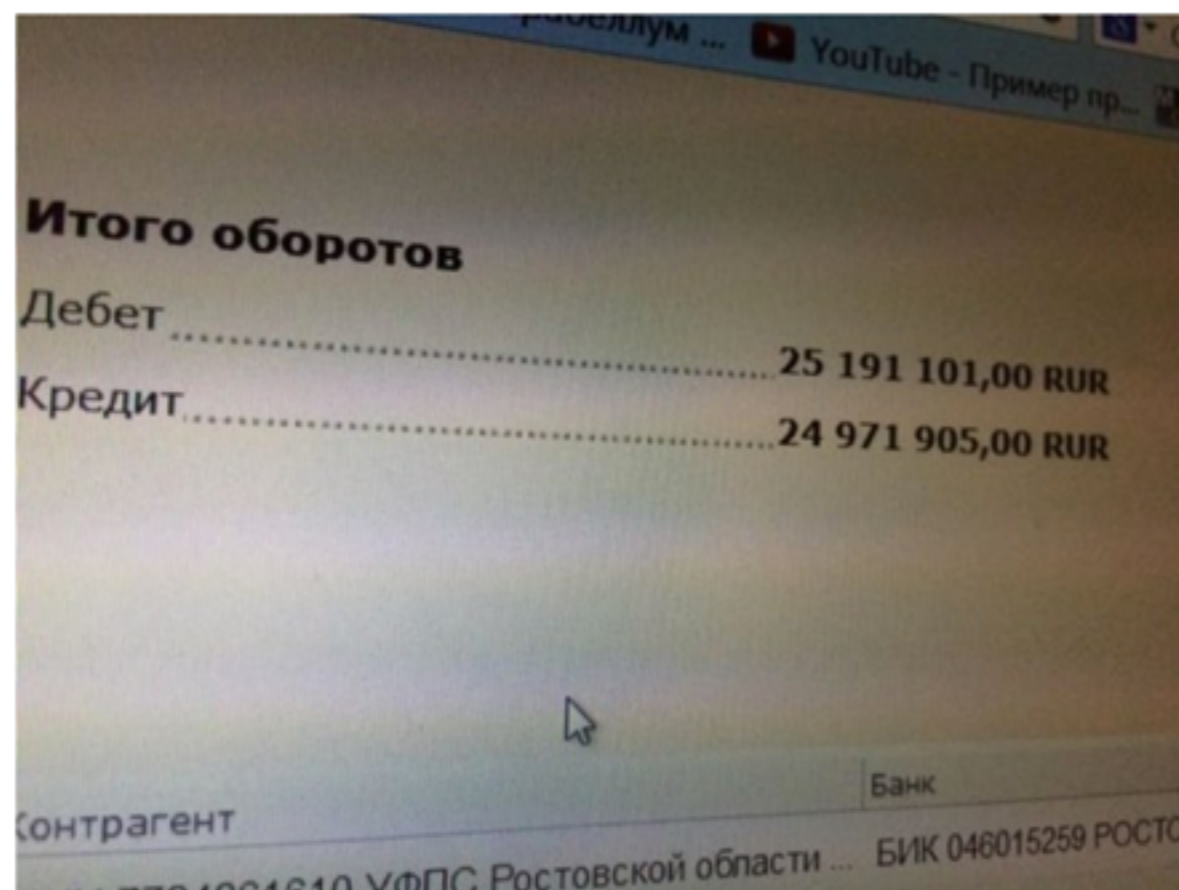 YouTube - Пример пр...
Итого оборотов
Дебет 25 191 101,00 RUR
Кредит 24 971 905,00 RUR
Контрагент Банк
УФПС Ростовской области ... БИК 046015259